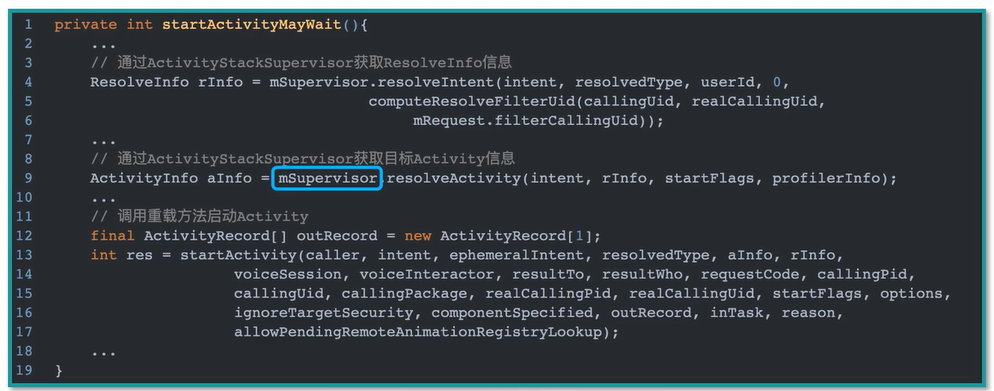 1 private int startActivityMayWait(){
2 ...
3 // 通过ActivityStackSupervisor获取ResolveInfo信息
4 ResolveInfo rInfo = mSupervisor.resolveIntent(intent, resolvedType, userId, 0,
5 computeResolveFilterUid(callingUid, realCallingUid,
6 mRequest.filterCallingUid));
7 ...
8 // 通过ActivityStackSupervisor获取目标Activity信息
9 ActivityInfo aInfo = mSupervisor.resolveActivity(intent, rInfo, startFlags, profilerInfo);
10 ...
11 // 调用重载方法启动Activity
12 final ActivityRecord[] outRecord = new ActivityRecord[1];
13 int res = startActivity(caller, intent, ephemeralIntent, resolvedType, aInfo, rInfo,
14 voiceSession, voiceInteractor, resultTo, resultWho, requestCode, callingPid,
15 callingUid, callingPackage, realCallingPid, realCallingUid, startFlags, options,
16 ignoreTargetSecurity, componentSpecified, outRecord, inTask, reason,
17 allowPendingRemoteAnimationRegistryLookup);
18 ...
19 }